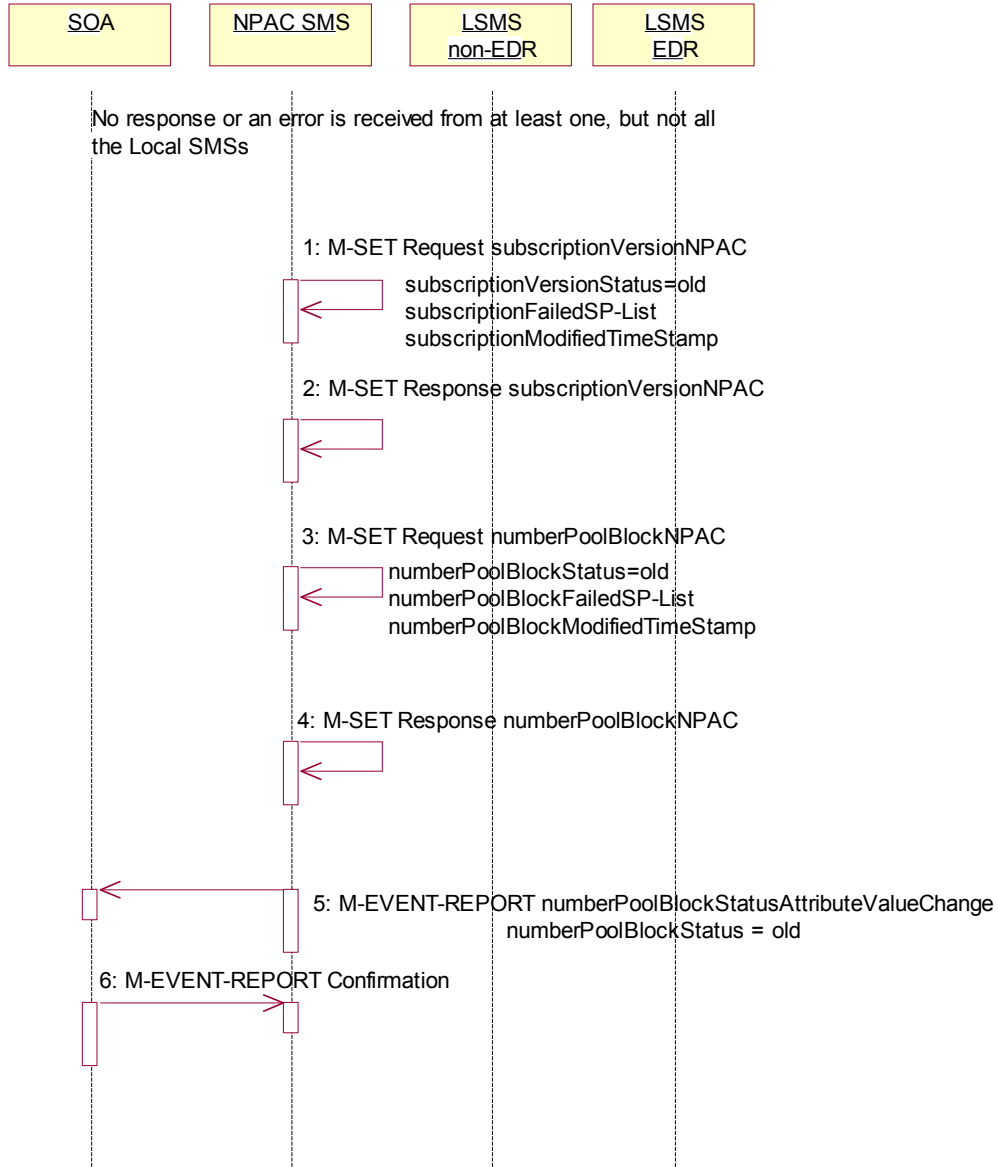 SOA
NPAC SMS
LSMS
non-EDR
LSMS
EDR
No response or an error is received from at least one, but not all
the Local SMSs
1: M-SET Request subscriptionVersionNPAC
subscriptionVersionStatus=old
subscriptionFailedSP-List
subscriptionModifiedTimeStamp
2: M-SET Response subscriptionVersionNPAC
3: M-SET Request numberPoolBlockNPAC
numberPoolBlockStatus=old
numberPoolBlockFailedSP-List
numberPoolBlockModifiedTimeStamp
4: M-SET Response numberPoolBlockNPAC
5: M-EVENT-REPORT numberPoolBlockStatusAttributeValueChange
numberPoolBlockStatus = old
6: M-EVENT-REPORT Confirmation